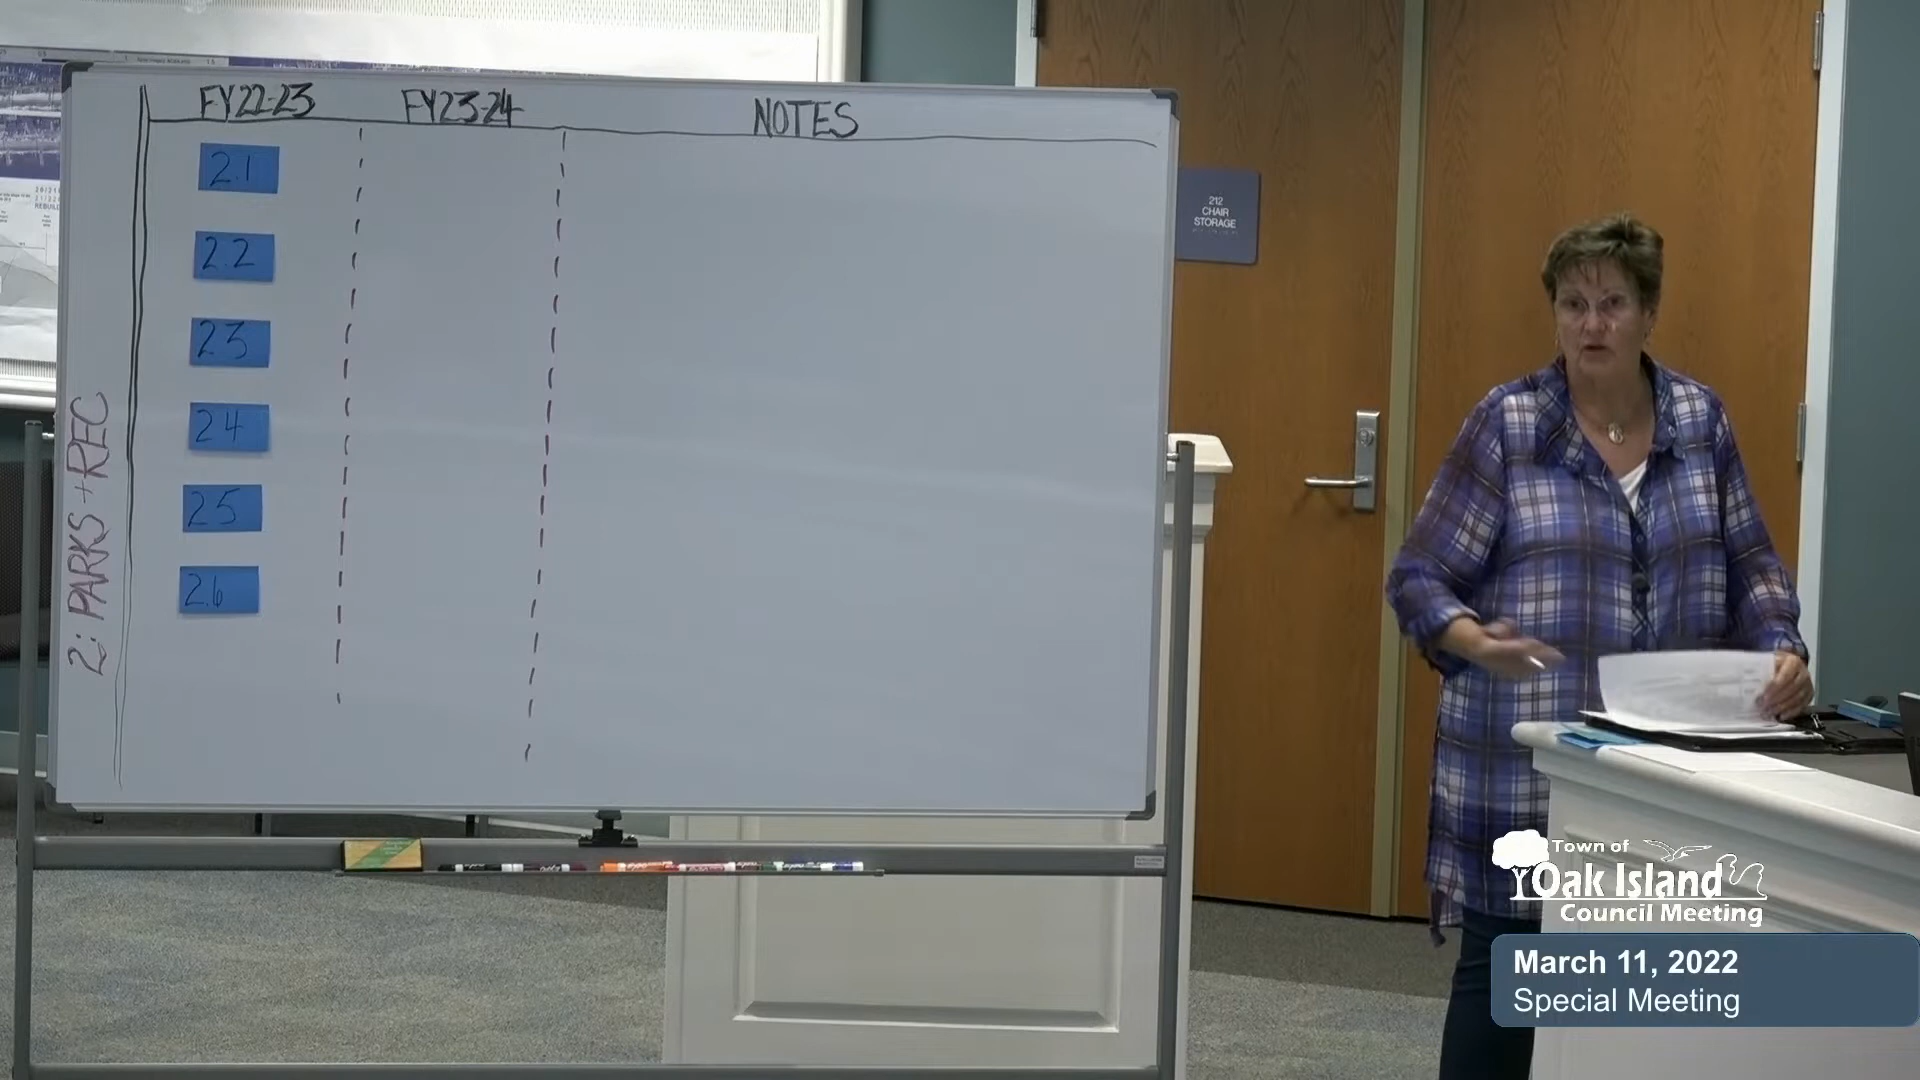 FY22-23 FY23-24 NOTES
2.1
2.2
2.3
2.4
2.5
2.6
2: PARKS + REC
212
CHAIR
STORAGE
Town of
Oak Island
Council Meeting
March 11, 2022
Special Meeting